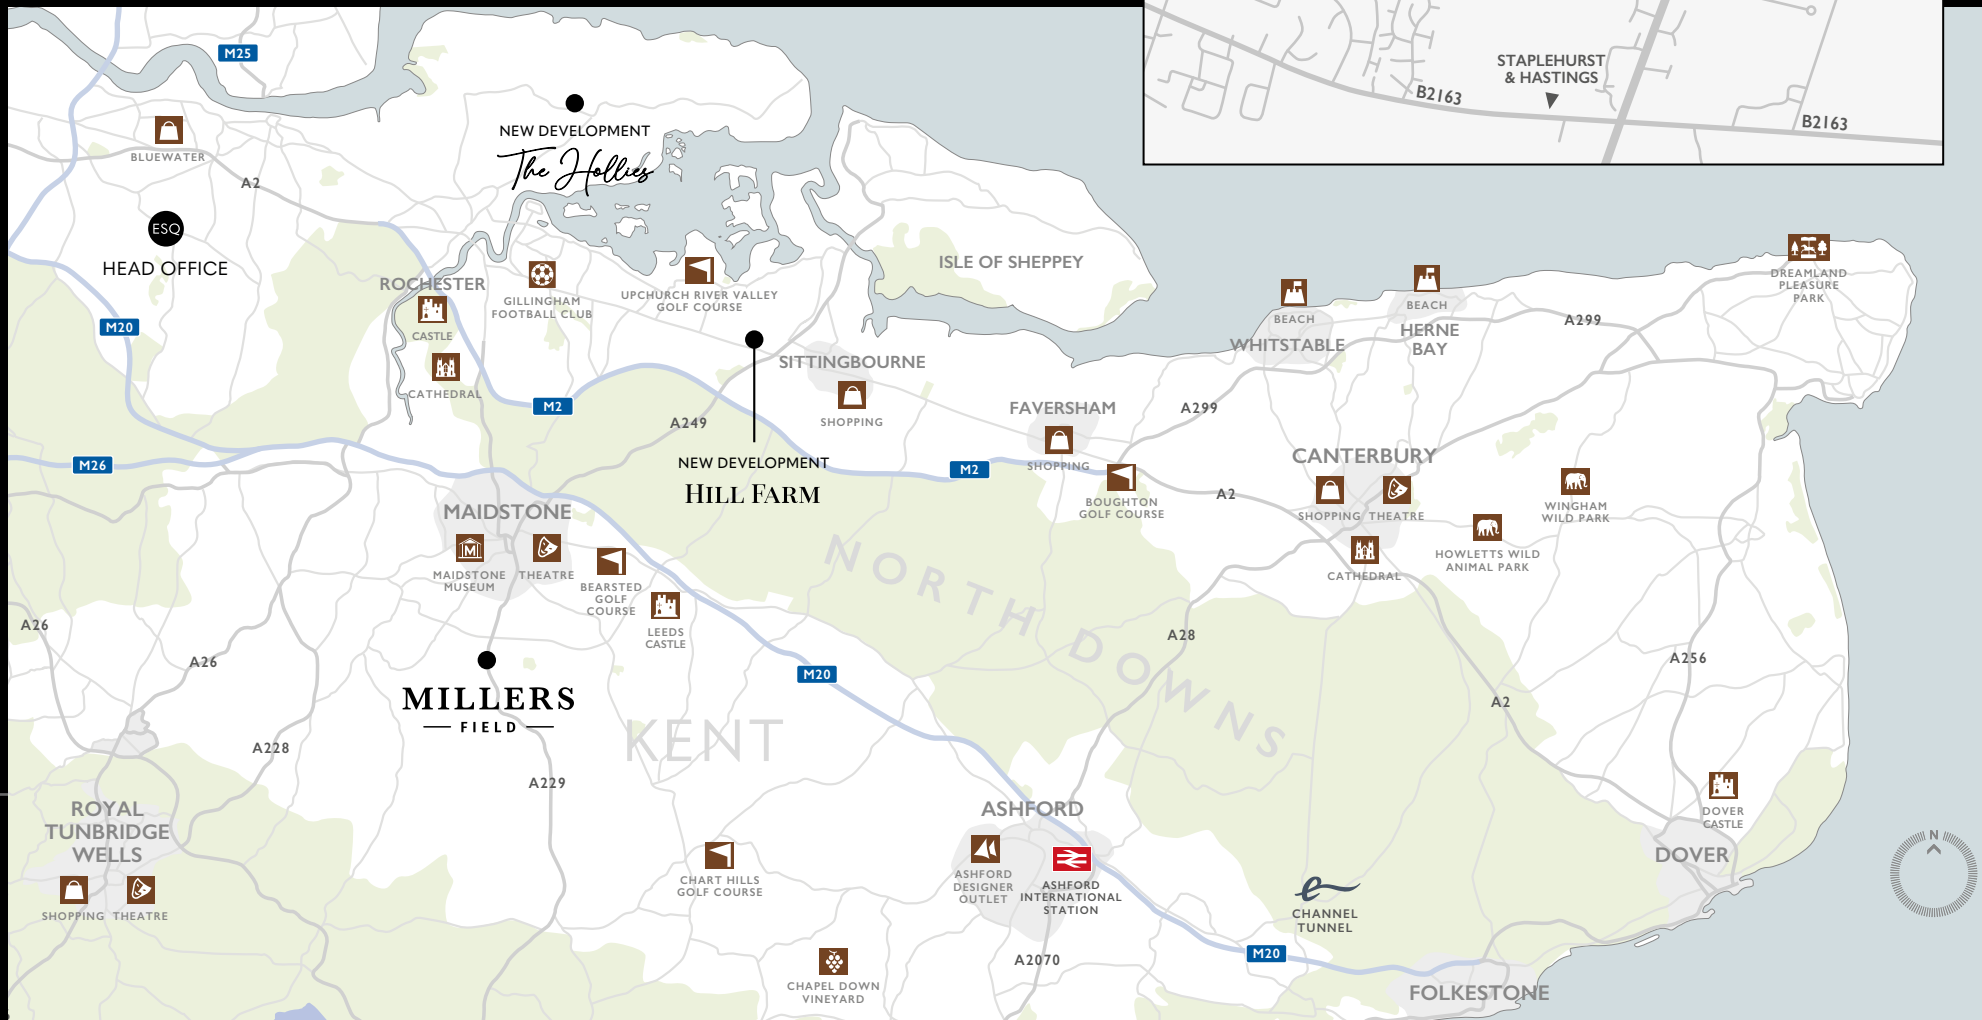 M25
STAPLEHURST
& HASTINGS
B2163
B2163
NEW DEVELOPMENT
The Hollies
BLUEWATER
A2
ESQ
HEAD OFFICE
ISLE OF SHEPPEY
ROCHESTER
CASTLE
CATHEDRAL
GILLINGHAM
FOOTBALL CLUB
UPCHURCH RIVER VALLEY
GOLF COURSE
DREAMLAND
PLEASURE
PARK
BEACH
WHITSTABLE
BEACH
HERNE
BAY
A299
M20
SITTINGBOURNE
SHOPPING
M2
A249
FAVERSHAM
SHOPPING
A299
NEW DEVELOPMENT
HILL FARM
M26
M2
BOUGHTON
GOLF COURSE
A2
CANTERBURY
SHOPPING
THEATRE
CATHEDRAL
WINGHAM
WILD PARK
HOWLETTS WILD
ANIMAL PARK
MAIDSTONE
M
MAIDSTONE
MUSEUM
THEATRE
BEARSTED
GOLF
COURSE
LEEDS
CASTLE
NORTH DOWNS
A26
A26
A28
A256
M20
MILLERS
FIELD
KENT
A2
A228
A229
ROYAL
TUNBRIDGE
WELLS
SHOPPING
THEATRE
ASHFORD
ASHFORD
DESIGNER
OUTLET
ASHFORD
INTERNATIONAL
STATION
CHART HILLS
GOLF COURSE
DOVER
CASTLE
DOVER
N
e
CHANNEL
TUNNEL
M20
A2070
CHAPEL DOWN
VINEYARD
FOLKESTONE